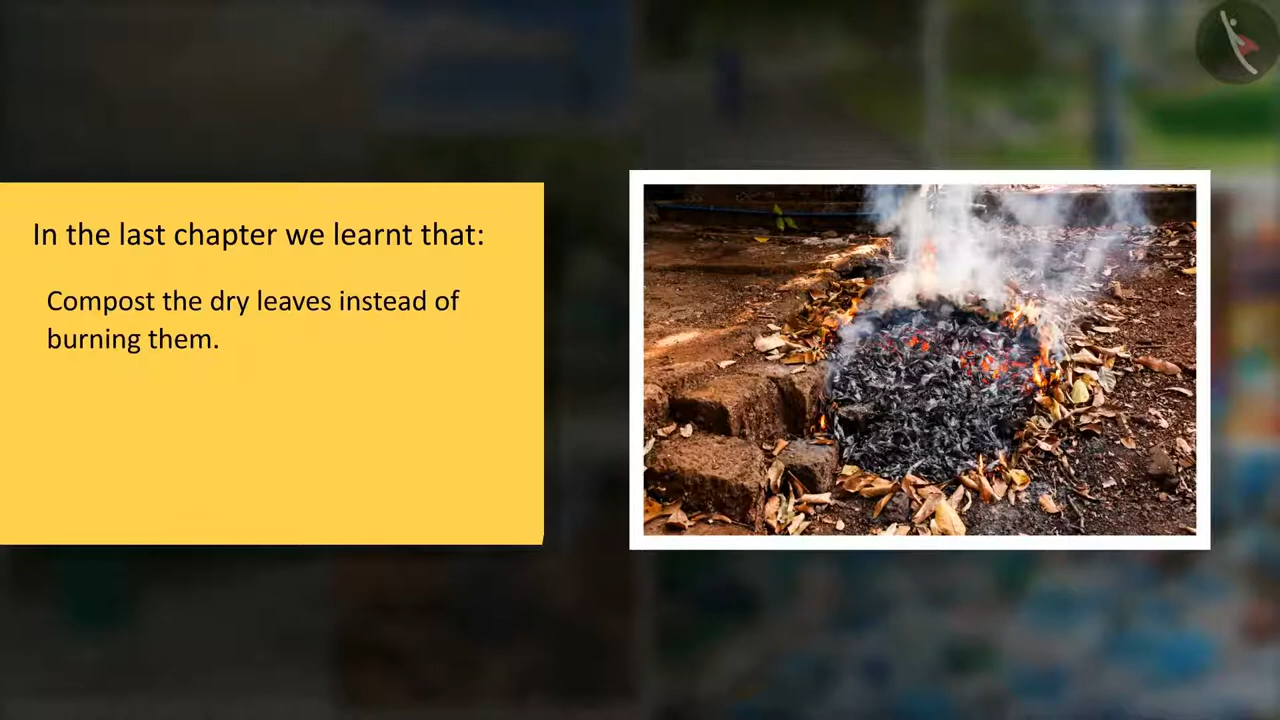 In the last chapter we learnt that:
Compost the dry leaves instead of
burning them.